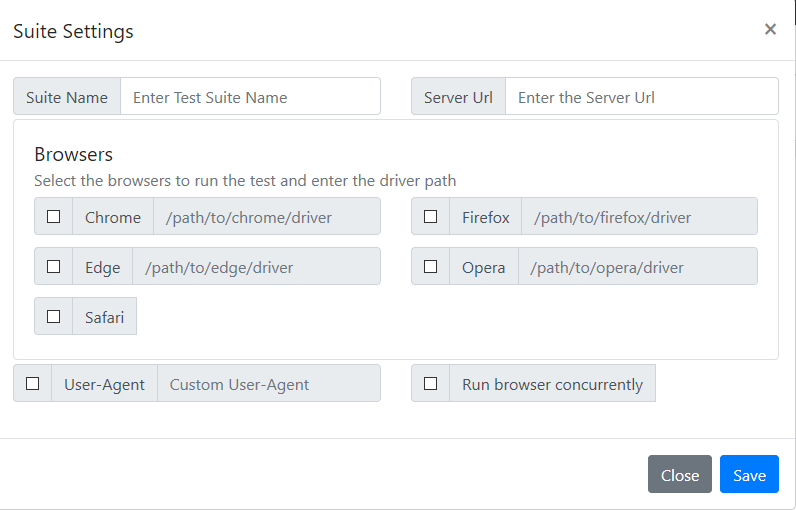 Suite Settings ×
Suite Name Enter Test Suite Name Server Url Enter the Server Url
Browsers
Select the browsers to run the test and enter the driver path
Chrome /path/to/chrome/driver Firefox /path/to/firefox/driver
Edge /path/to/edge/driver Opera /path/to/opera/driver
Safari
User-Agent Custom User-Agent Run browser concurrently
Close Save